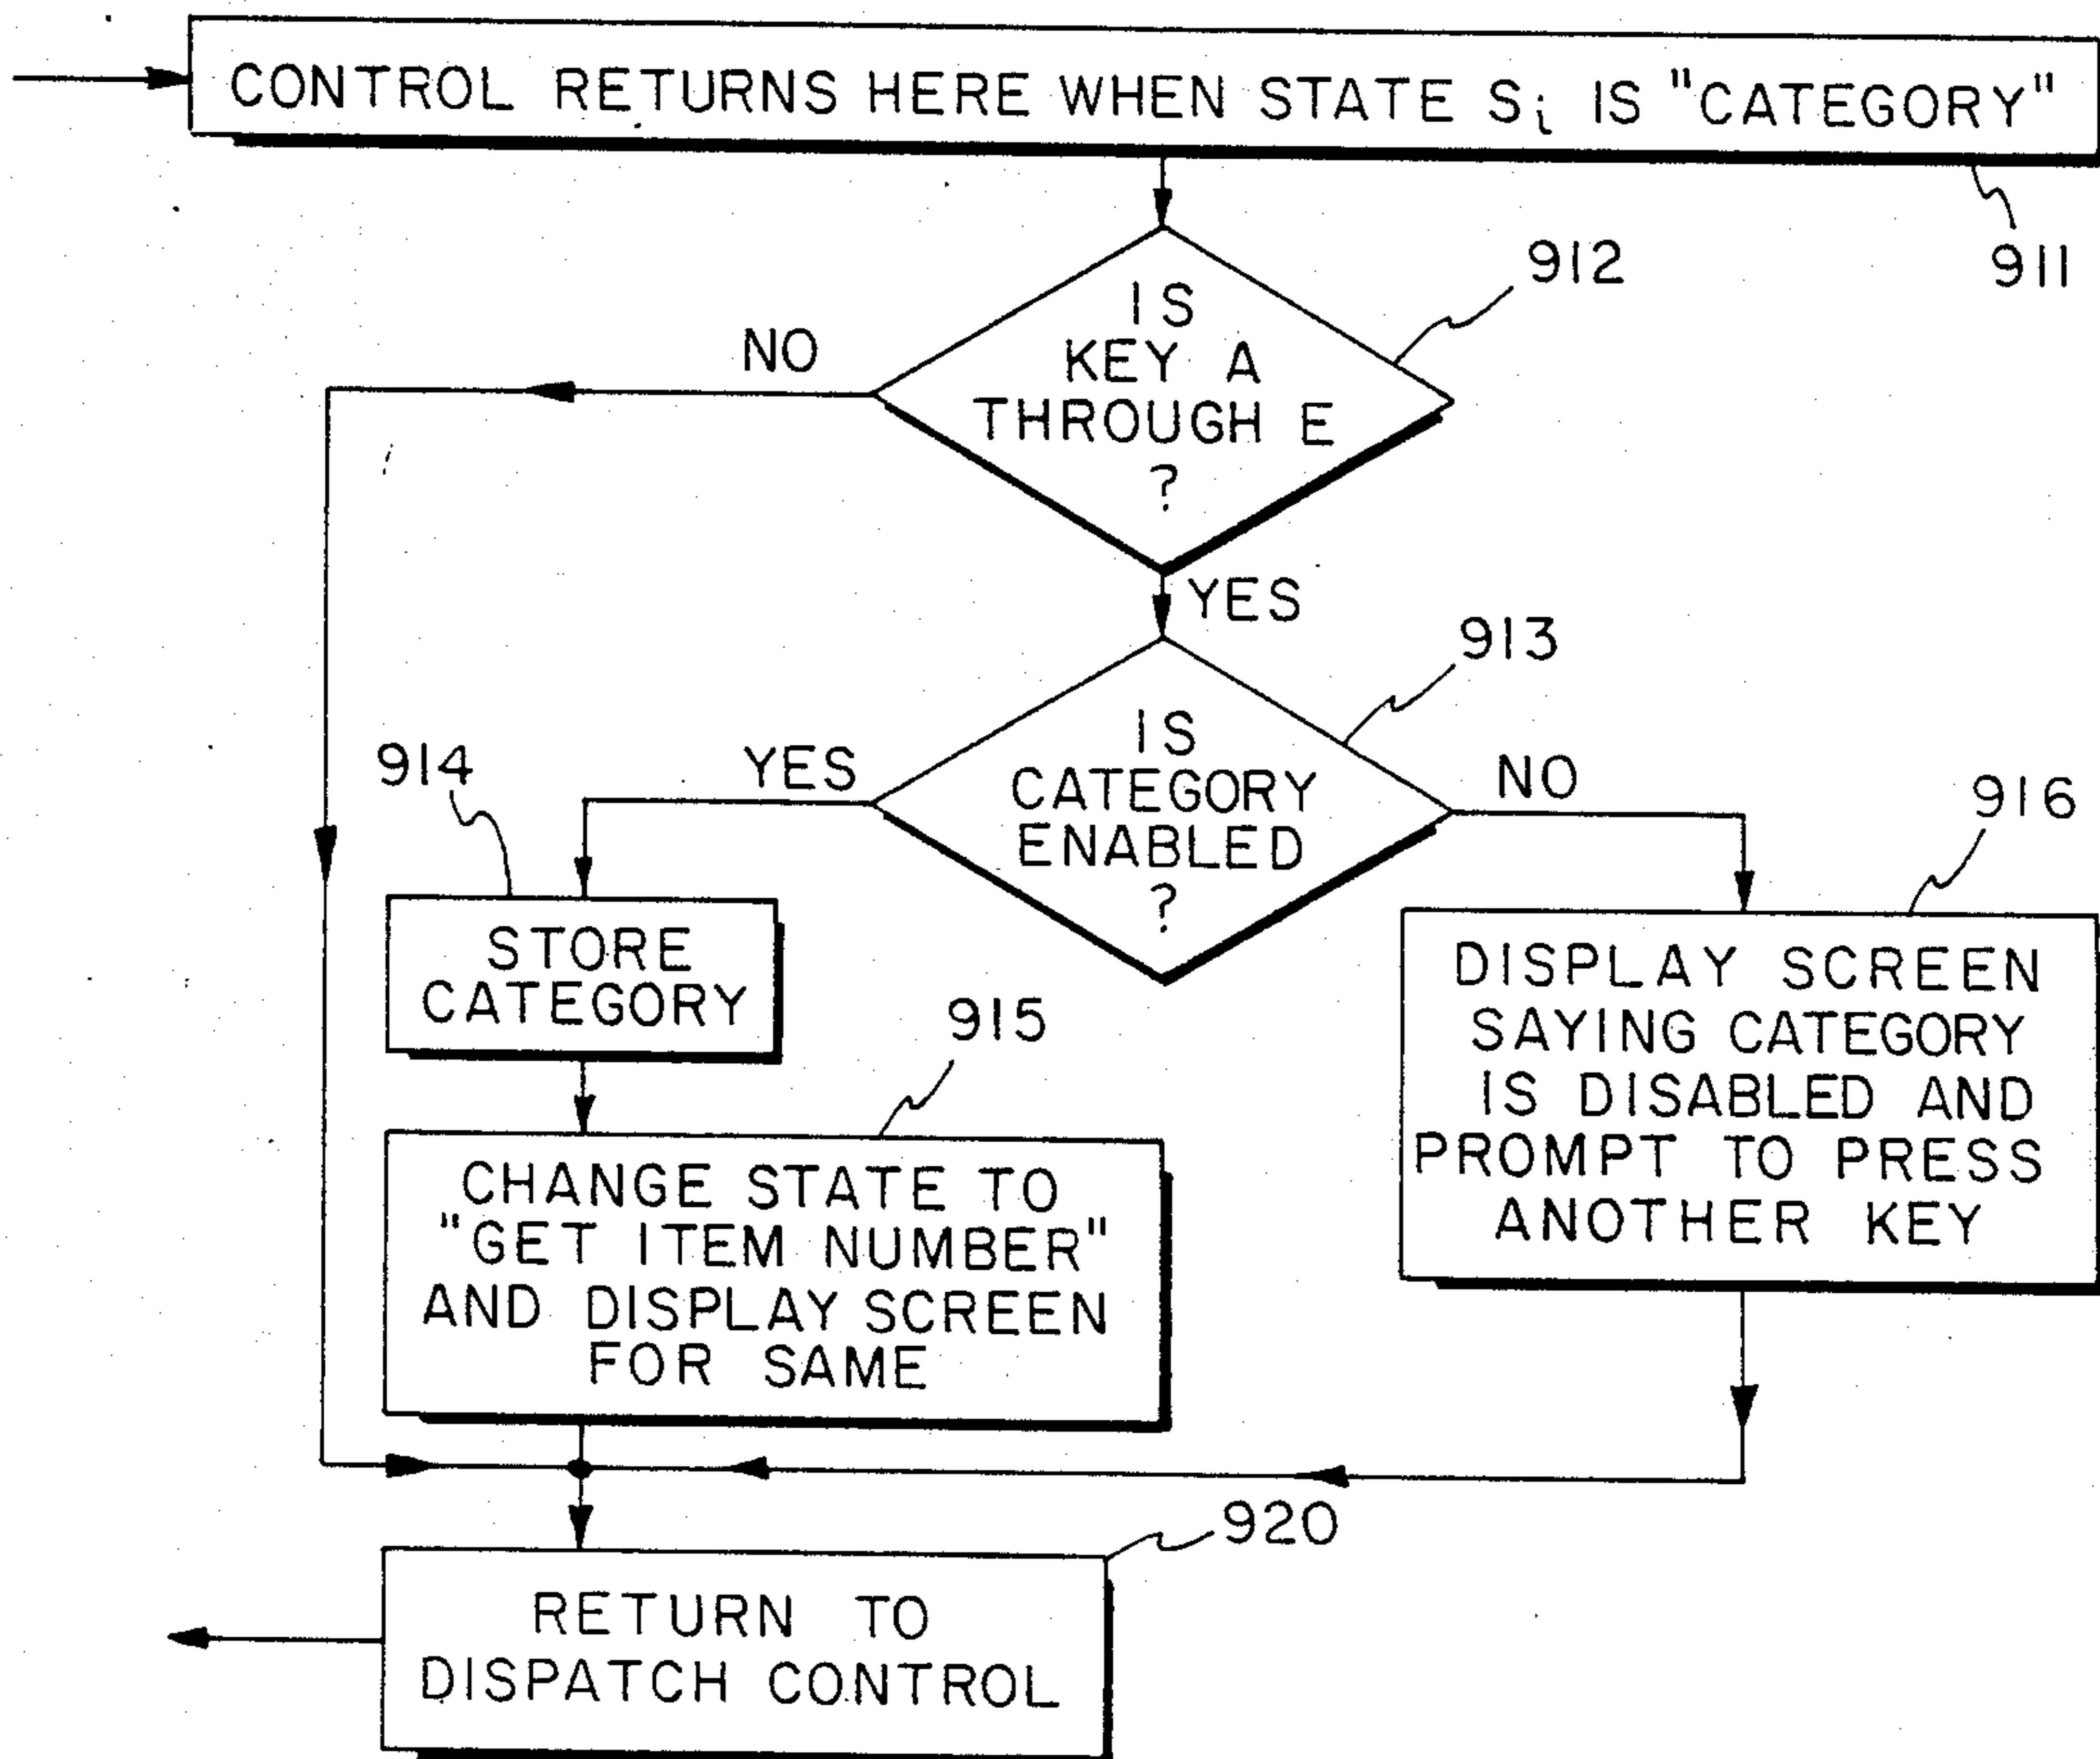 CONTROL RETURNS HERE WHEN STATE Si IS "CATEGORY"
911
912
IS
KEY A
THROUGH E
?
NO
YES
913
IS
CATEGORY
ENABLED
?
YES
NO
914
STORE
CATEGORY
916
DISPLAY SCREEN
SAYING CATEGORY
IS DISABLED AND
PROMPT TO PRESS
ANOTHER KEY
915
CHANGE STATE TO
"GET ITEM NUMBER"
AND DISPLAY SCREEN
FOR SAME
920
RETURN TO
DISPATCH CONTROL